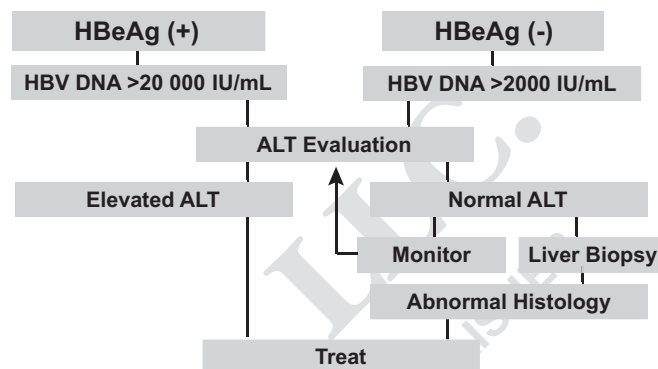 HBeAg (+)
HBeAg (-)
HBV DNA >20 000 IU/mL
HBV DNA >2000 IU/mL
ALT Evaluation
Elevated ALT
Normal ALT
Monitor
Liver Biopsy
Abnormal Histology
Treat
LLC.